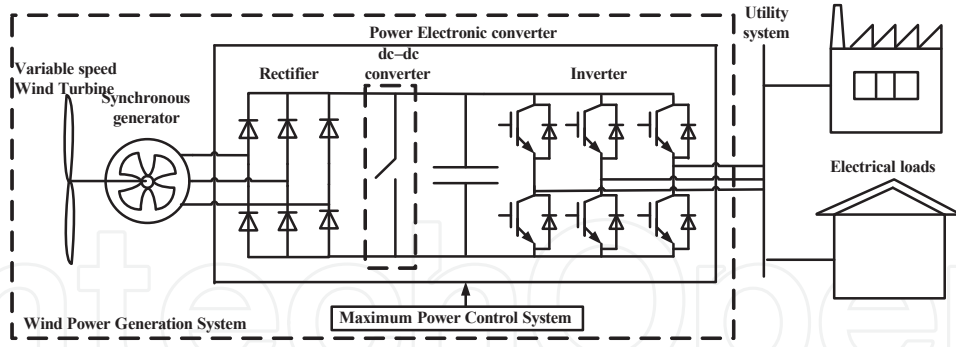 Power Electronic converter
Utility
system
Variable speed
Wind Turbine
Synchronous
generator
Rectifier
dc–dc
converter
Inverter
Electrical loads
Wind Power Generation System
Maximum Power Control System